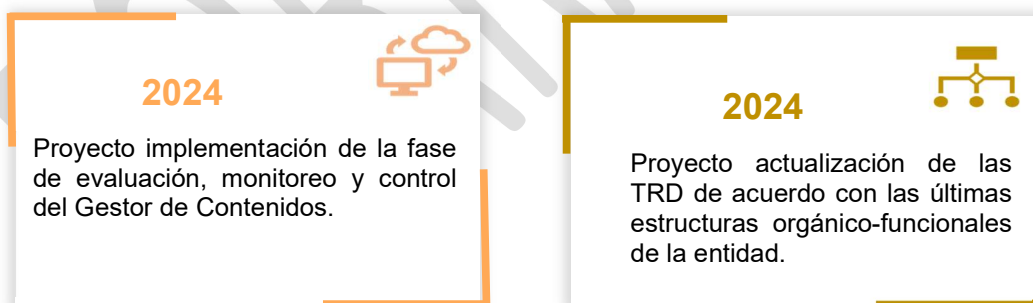 2024
Proyecto implementación de la fase
de evaluación, monitoreo y control
del Gestor de Contenidos.
2024
Proyecto actualización de las
TRD de acuerdo con las últimas
estructuras orgánico-funcionales
de la entidad.